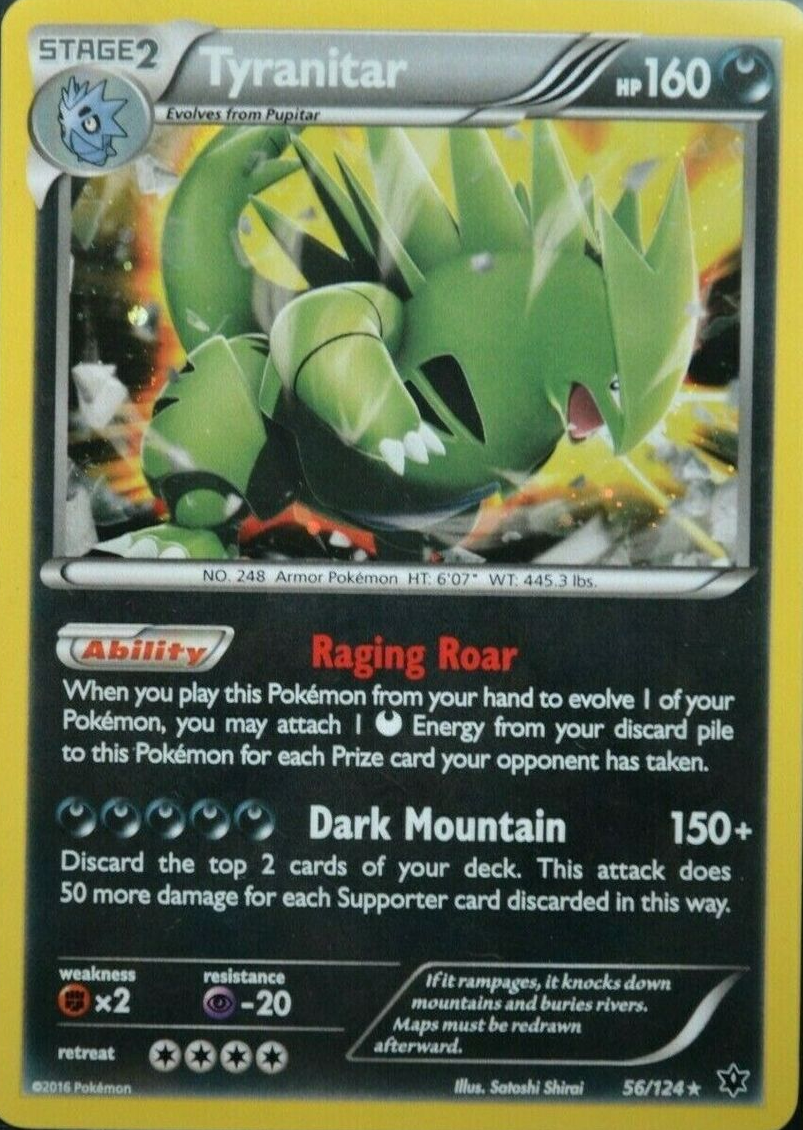 STAGE2
Tyranitar
HP160
Evolves from Pupitar
NO. 248 Armor Pokémon HT: 6'07" WT: 445.3 lbs.
Ability
Raging Roar
When you play this Pokémon from your hand to evolve 1 of your
Pokémon, you may attach 1 Energy from your discard pile
to this Pokémon for each Prize card your opponent has taken.
Dark Mountain 150+
Discard the top 2 cards of your deck. This attack does
50 more damage for each Supporter card discarded in this way.
weakness
×2
resistance
-20
retreat
If it rampages, it knocks down
mountains and buries rivers.
Maps must be redrawn
afterward.
©2016 Pokémon
Illus. Satoshi Shirai
56/124★